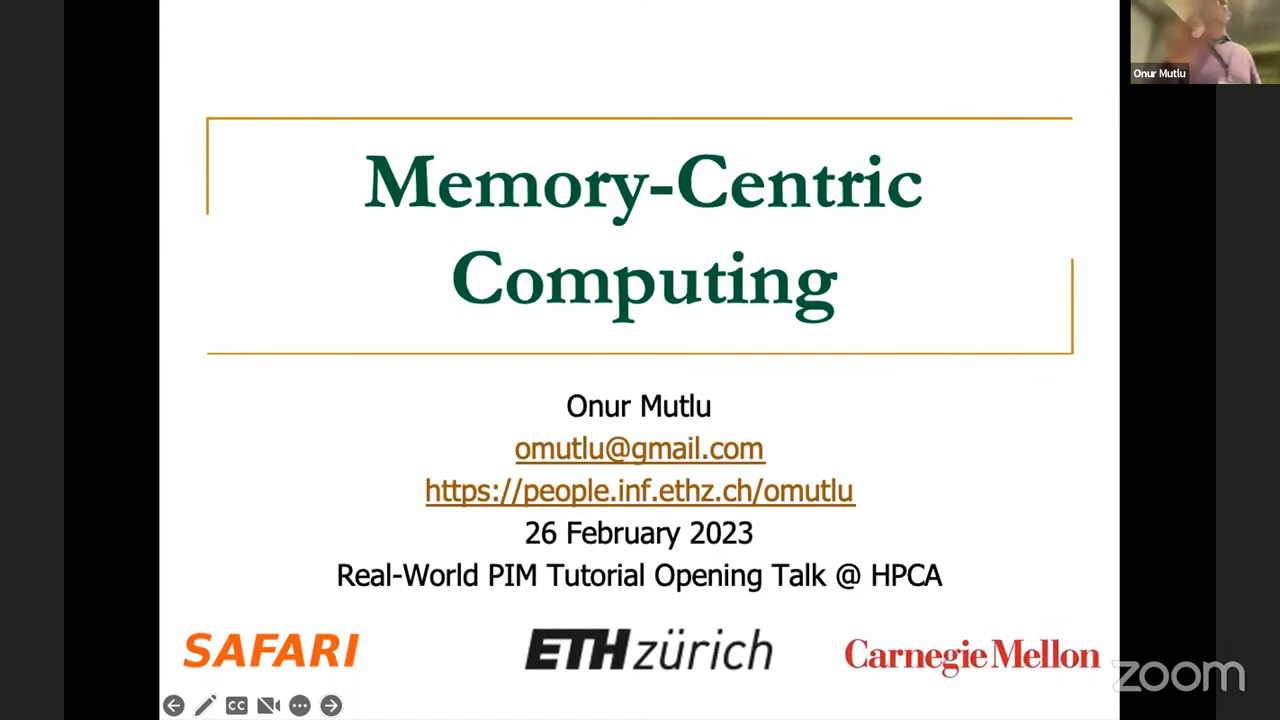 Onur Mutlu
Memory-Centric
Computing
Onur Mutlu
omutlu@gmail.com
https://people.inf.ethz.ch/omutlu
26 February 2023
Real-World PIM Tutorial Opening Talk @ HPCA
SAFARI
ETH zürich
Carnegie Mellon
zoom
CC